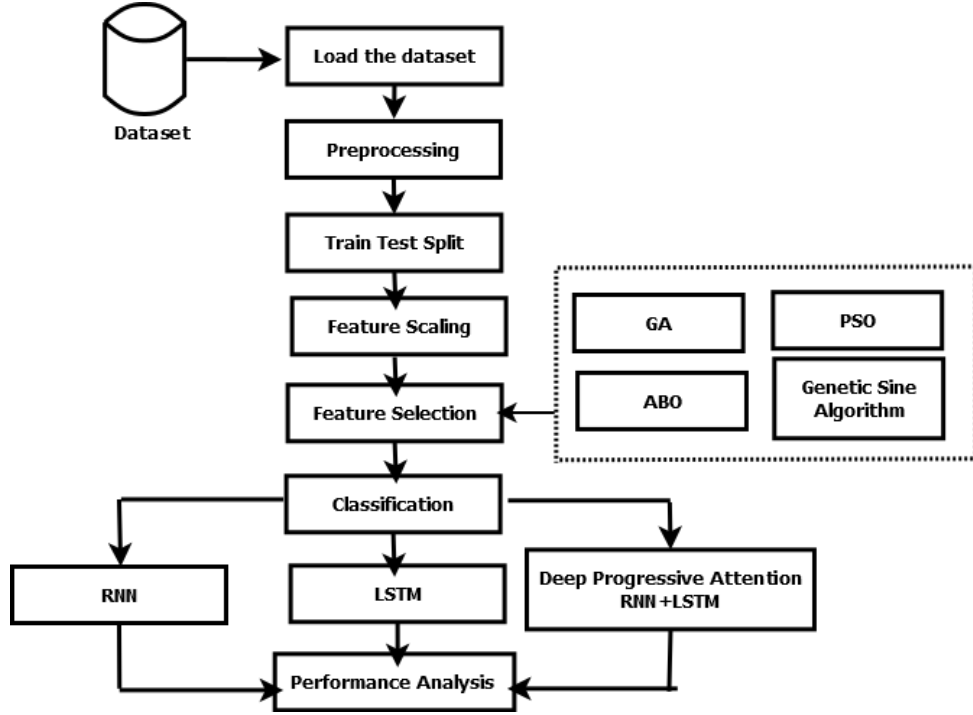 Load the dataset
Dataset
Preprocessing
Train Test Split
Feature Scaling
GA
PSO
Feature Selection
ABO
Genetic Sine
Algorithm
Classification
RNN
LSTM
Deep Progressive Attention
RNN+LSTM
Performance Analysis